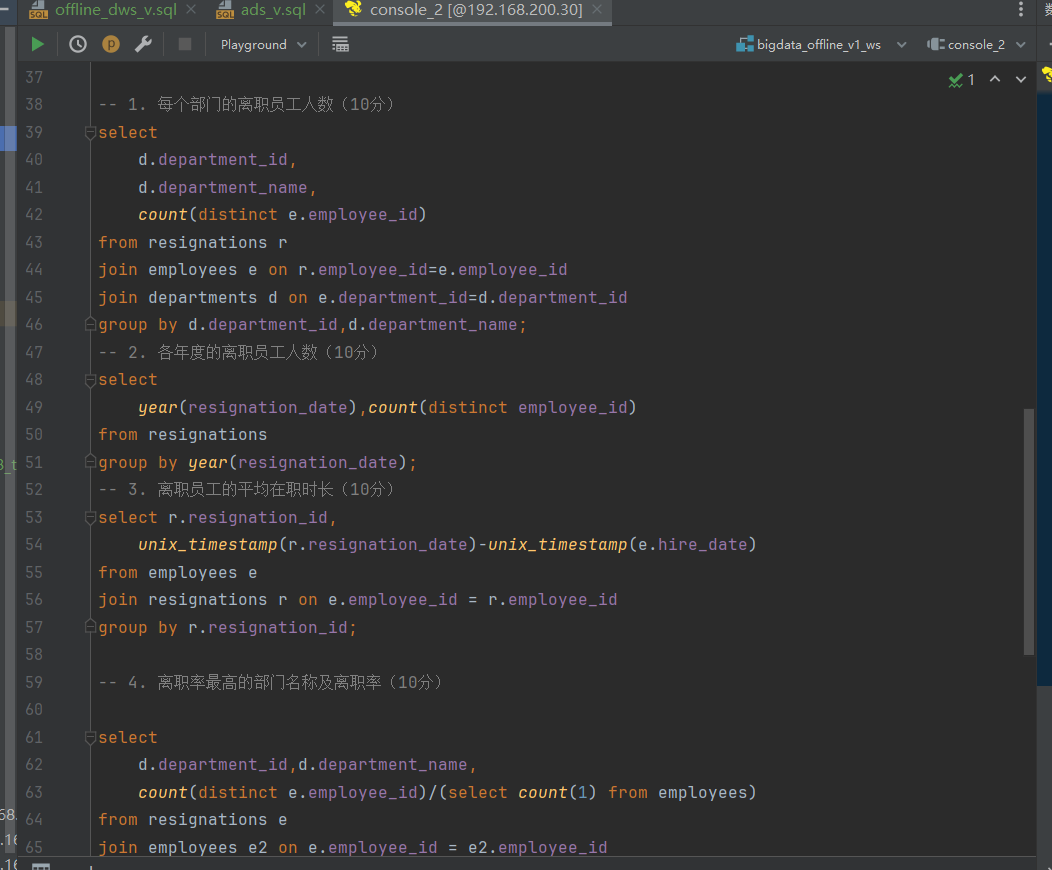 offline_dws_v.sql ads_v.sql console_2 [@192.168.200.30]
Playground bigdata_offline_v1_ws console_2
1
37
38 -- 1. 每个部门的离职员工人数（10分）
39 select
40 d.department_id,
41 d.department_name,
42 count(distinct e.employee_id)
43 from resignations r
44 join employees e on r.employee_id=e.employee_id
45 join departments d on e.department_id=d.department_id
46 group by d.department_id,d.department_name;
47 -- 2. 各年度的离职员工人数（10分）
48 select
49 year(resignation_date),count(distinct employee_id)
50 from resignations
51 group by year(resignation_date);
52 -- 3. 离职员工的平均在职时长（10分）
53 select r.resignation_id,
54 unix_timestamp(r.resignation_date)-unix_timestamp(e.hire_date)
55 from employees e
56 join resignations r on e.employee_id = r.employee_id
57 group by r.resignation_id;
58
59 -- 4. 离职率最高的部门名称及离职率（10分）
60
61 select
62 d.department_id,d.department_name,
63 count(distinct e.employee_id)/(select count(1) from employees)
64 from resignations e
65 join employees e2 on e.employee_id = e2.employee_id